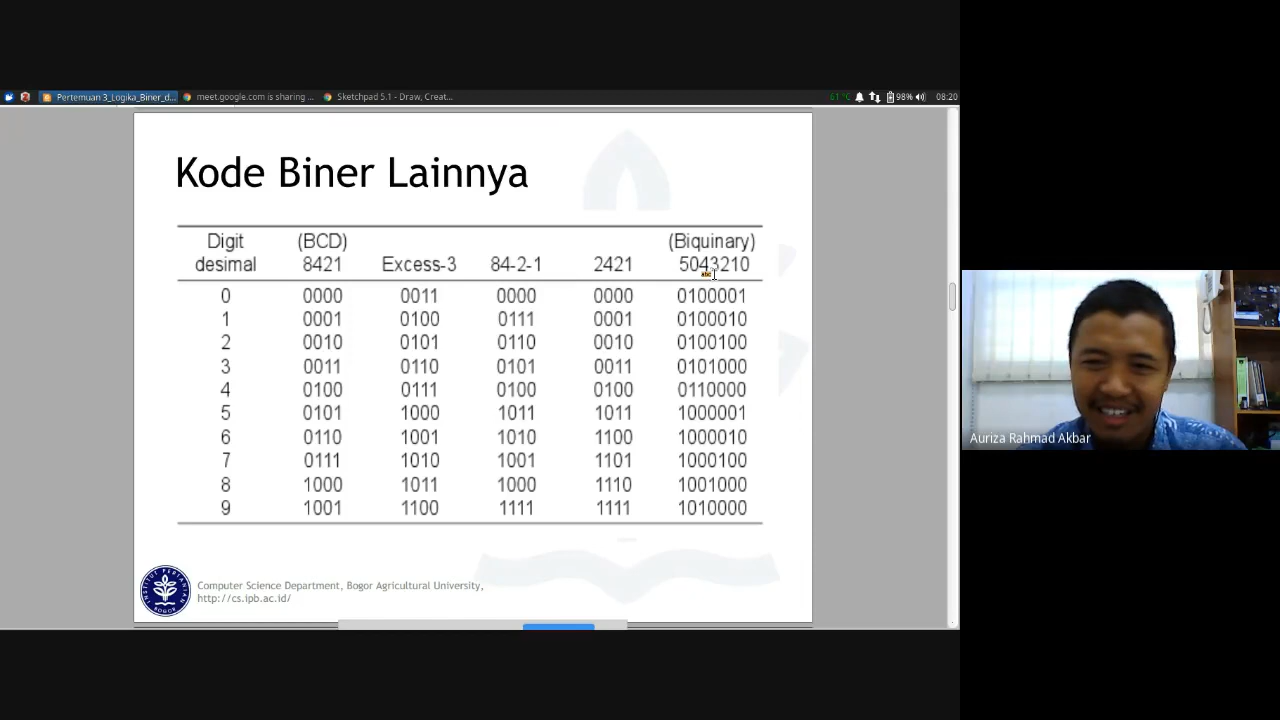 Pertemuan 3_Logika_Biner_d... meet.google.com is sharing ... Sketchpad 5.1 - Draw, Creat... 61 °C 98% 08:20
Kode Biner Lainnya
Digit (BCD) (Biquinary)
desimal 8421 Excess-3 84-2-1 2421 5043210
abc
0 0000 0011 0000 0000 0100001
1 0001 0100 0111 0001 0100010
2 0010 0101 0110 0010 0100100
3 0011 0110 0101 0011 0101000
4 0100 0111 0100 0100 0110000
5 0101 1000 1011 1011 1000001
6 0110 1001 1010 1100 1000010
7 0111 1010 1001 1101 1000100
8 1000 1011 1000 1110 1001000
9 1001 1100 1111 1111 1010000
INSTITUT PERTANIAN
BOGOR
Computer Science Department, Bogor Agricultural University,
http://cs.ipb.ac.id/
Auriza Rahmad Akbar